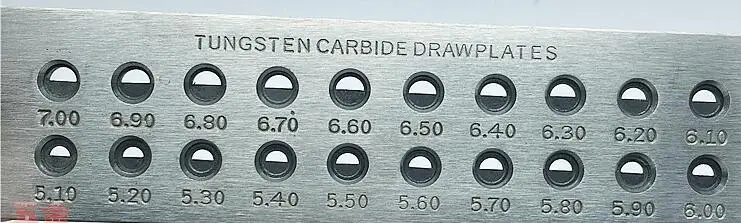 TUNGSTEN CARBIDE DRAWPLATES
7.00 6.90 6.80 6.70 6.60 6.50 6.40 6.30 6.20 6.10
5.10 5.20 5.30 5.40 5.50 5.60 5.70 5.80 5.90 6.00